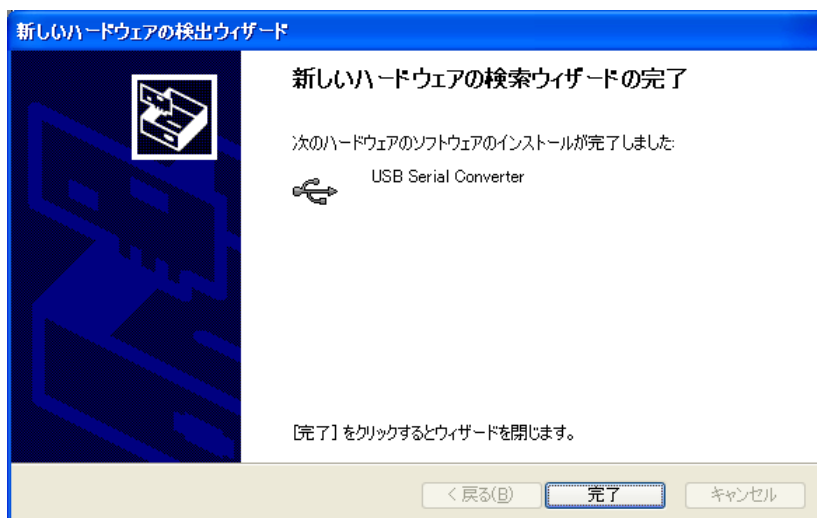 新しいハードウェアの検出ウィザード
新しいハードウェアの検索ウィザードの完了
次のハードウェアのソフトウェアのインストールが完了しました:
USB Serial Converter
[完了] をクリックするとウィザードを閉じます。
< 戻る(B) 完了 キャンセル